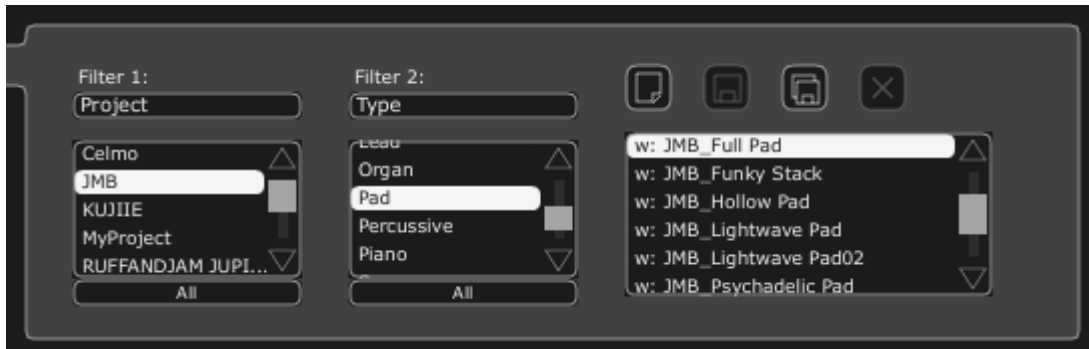 Filter 1:
Project
Celmo
JMB
KUJIIE
MyProject
RUFFANDJAM JUPI...
All
Filter 2:
Type
Lead
Organ
Pad
Percussive
Piano
All
w: JMB_Full Pad
w: JMB_Funky Stack
w: JMB_Hollow Pad
w: JMB_Lightwave Pad
w: JMB_Lightwave Pad02
w: JMB_Psychadelic Pad